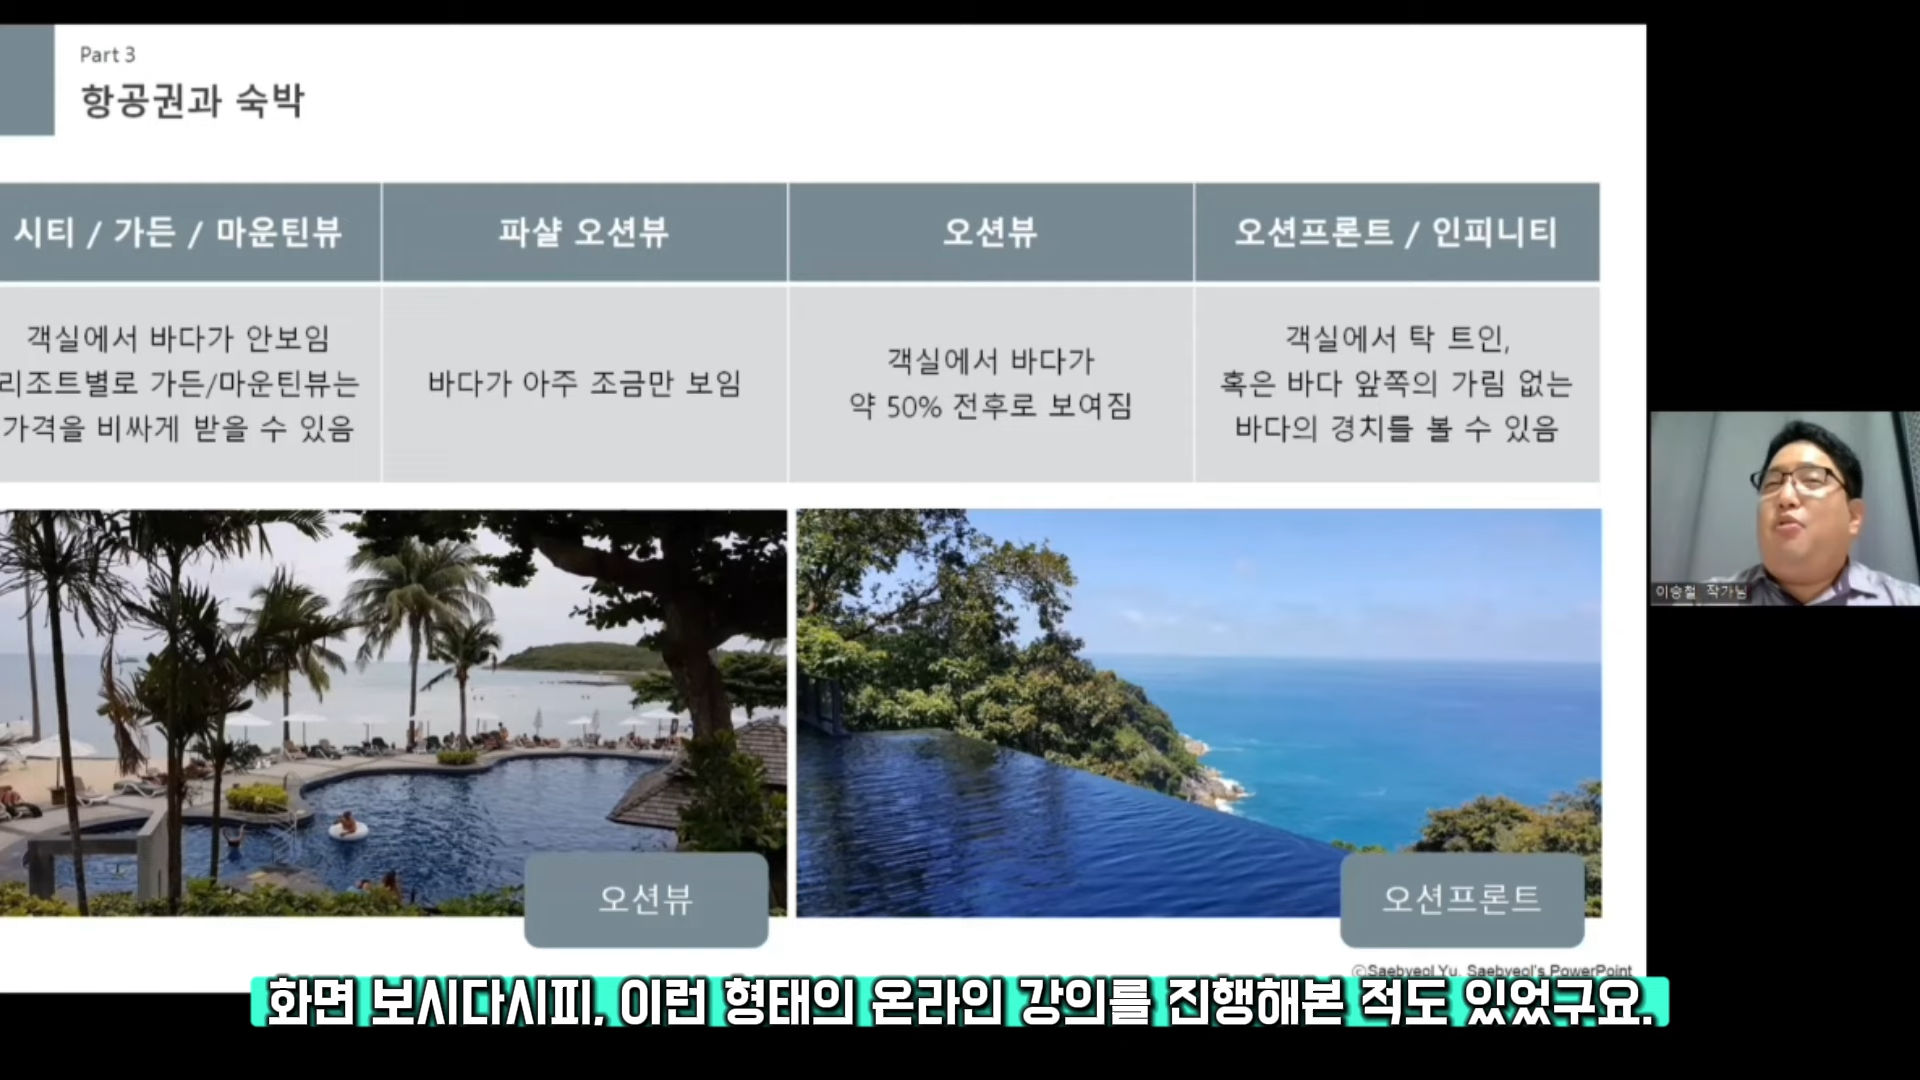 Part 3
항공권과 숙박
시티 / 가든 / 마운틴뷰
파샬 오션뷰
오션뷰
오션프론트 / 인피니티
객실에서 바다가 안보임
리조트별로 가든/마운틴뷰는
가격을 비싸게 받을 수 있음
바다가 아주 조금만 보임
객실에서 바다가
약 50% 전후로 보여짐
객실에서 탁 트인,
혹은 바다 앞쪽의 가림 없는
바다의 경치를 볼 수 있음
이승철 작가님
오션뷰
오션프론트
ⓒSaebyeol Yu. Saebyeol's PowerPoint
화면 보시다시피, 이런 형태의 온라인 강의를 진행해본 적도 있었구요.